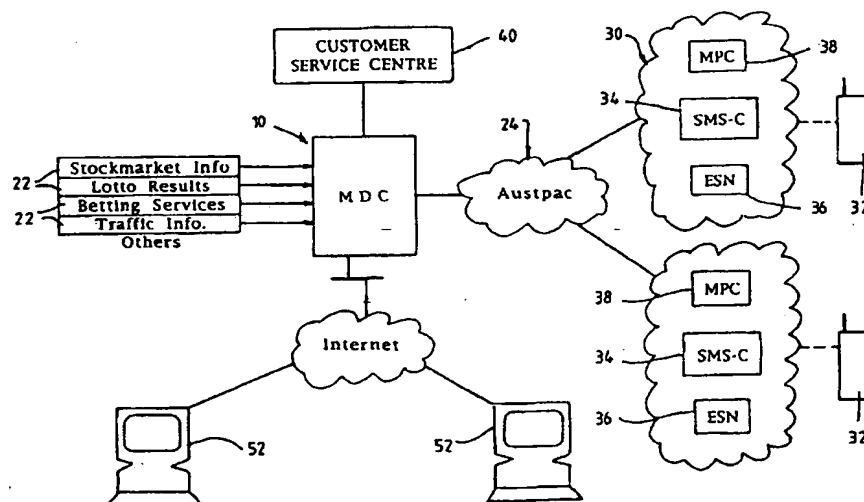 CUSTOMER
SERVICE CENTRE
40
30
MPC
38
34
SMS-C
10
24
ESN
36
32
22
Stockmarket Info
22
Lotto Results
Betting Services
22
Traffic Info.
Others
MDC
Austpac
38
MPC
34
SMS-C
36
ESN
32
Internet
52
52